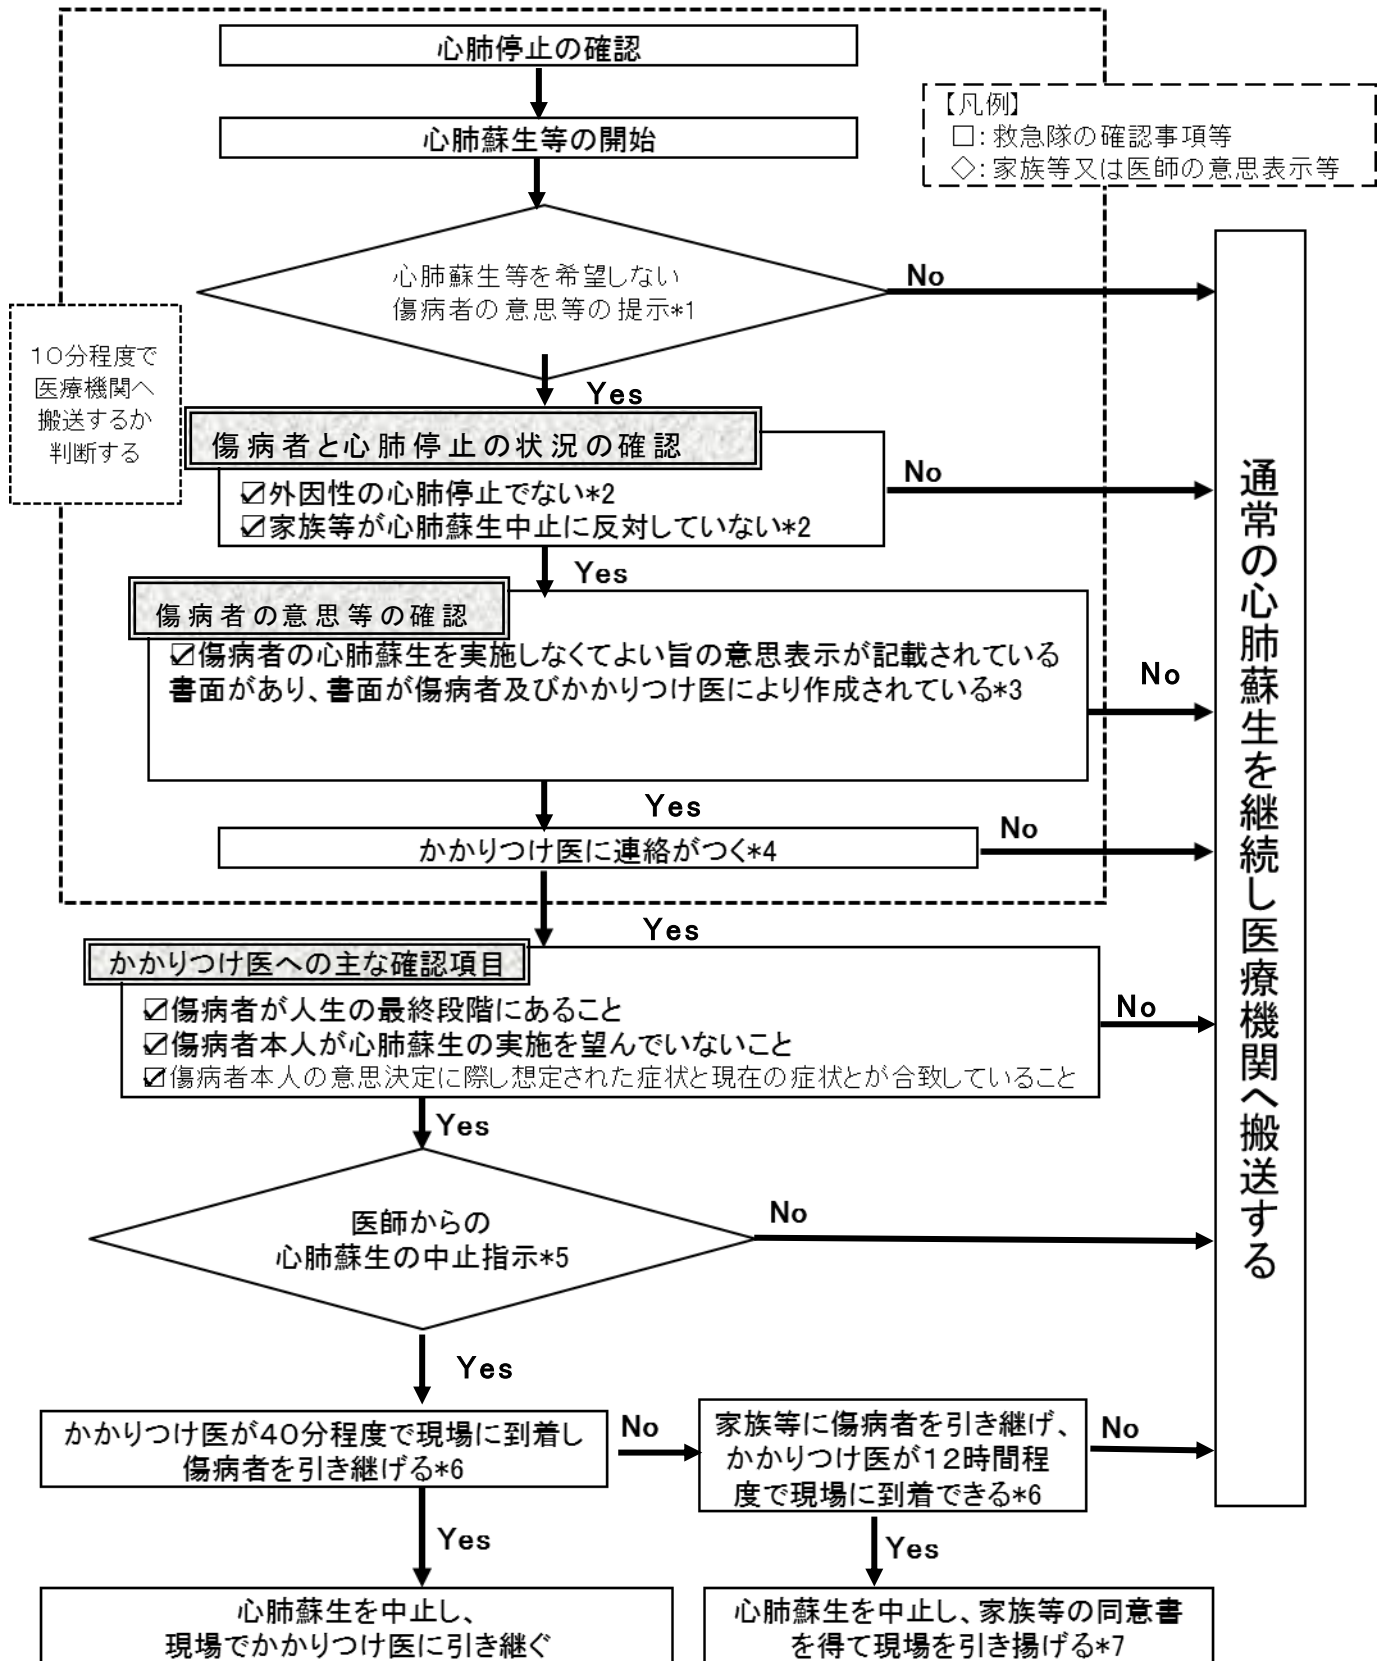 心肺停止の確認
心肺蘇生等の開始
【凡例】
□：救急隊の確認事項等
◇：家族等又は医師の意思表示等
心肺蘇生等を希望しない
傷病者の意思等の提示*1
No
10分程度で
医療機関へ
搬送するか
判断する
Yes
傷病者と心肺停止の状況の確認
☑外因性の心肺停止でない*2
☑家族等が心肺蘇生中止に反対していない*2
No
Yes
傷病者の意思等の確認
☑傷病者の心肺蘇生を実施しなくてよい旨の意思表示が記載されている
書面があり、書面が傷病者及びかかりつけ医により作成されている*3
No
Yes
かかりつけ医に連絡がつく*4
No
Yes
かかりつけ医への主な確認項目
☑傷病者が人生の最終段階にあること
☑傷病者本人が心肺蘇生の実施を望んでいないこと
☑傷病者本人の意思決定に際し想定された症状と現在の症状とが合致していること
No
Yes
医師からの
心肺蘇生の中止指示*5
No
Yes
かかりつけ医が40分程度で現場に到着し
傷病者を引き継げる*6
No
家族等に傷病者を引き継げ、
かかりつけ医が12時間程
度で現場に到着できる*6
No
Yes
Yes
心肺蘇生を中止し、
現場でかかりつけ医に引き継ぐ
心肺蘇生を中止し、家族等の同意書
を得て現場を引き揚げる*7
通常の心肺蘇生を継続し医療機関へ搬送する